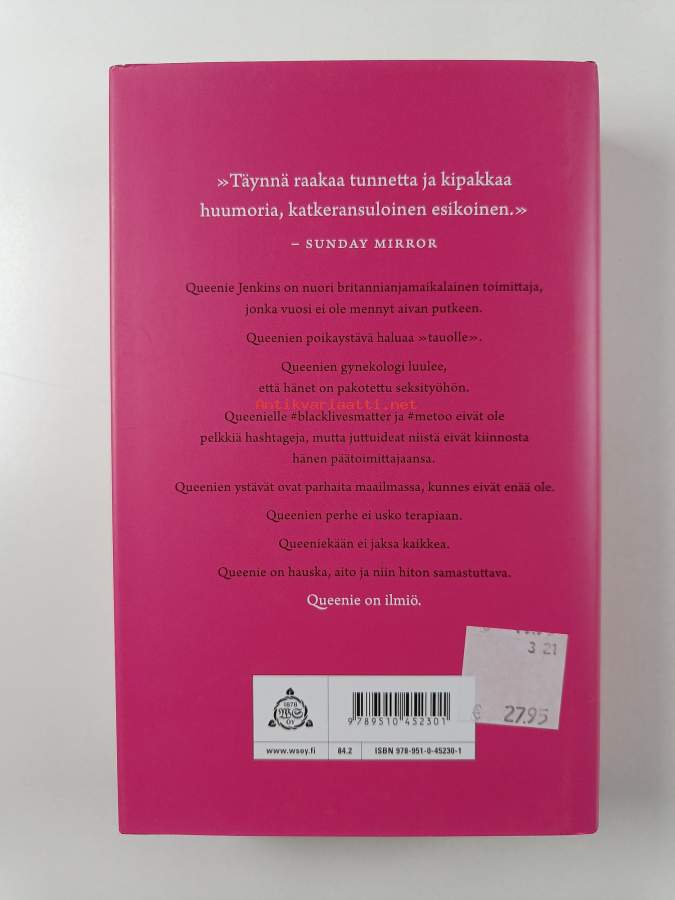 »Täynnä raakaa tunnetta ja kipakkaa
huumoria, katkeransuloinen esikoinen.»
– SUNDAY MIRROR
Queenie Jenkins on nuori britannianjamaikalainen toimittaja,
jonka vuosi ei ole mennyt aivan putkeen.
Queenien poikaystävä haluaa »tauolle».
Queenien gynekologi luulee,
että hänet on pakotettu seksityöhön.
Antikvariaatti.net
Queenielle #blacklivesmatter ja #metoo eivät ole
pelkkiä hashtageja, mutta juttuideat niistä eivät kiinnosta
hänen päätoimittajaansa.
Queenien ystävät ovat parhaita maailmassa, kunnes eivät enää ole.
Queenien perhe ei usko terapiaan.
Queeniekään ei jaksa kaikkea.
Queenie on hauska, aito ja niin hiton samastuttava.
Queenie on ilmiö.
3 21
€ 27.95
1878
WS
OY
9 789510 452301
www.wsoy.fi
84.2
ISBN 978-951-0-45230-1